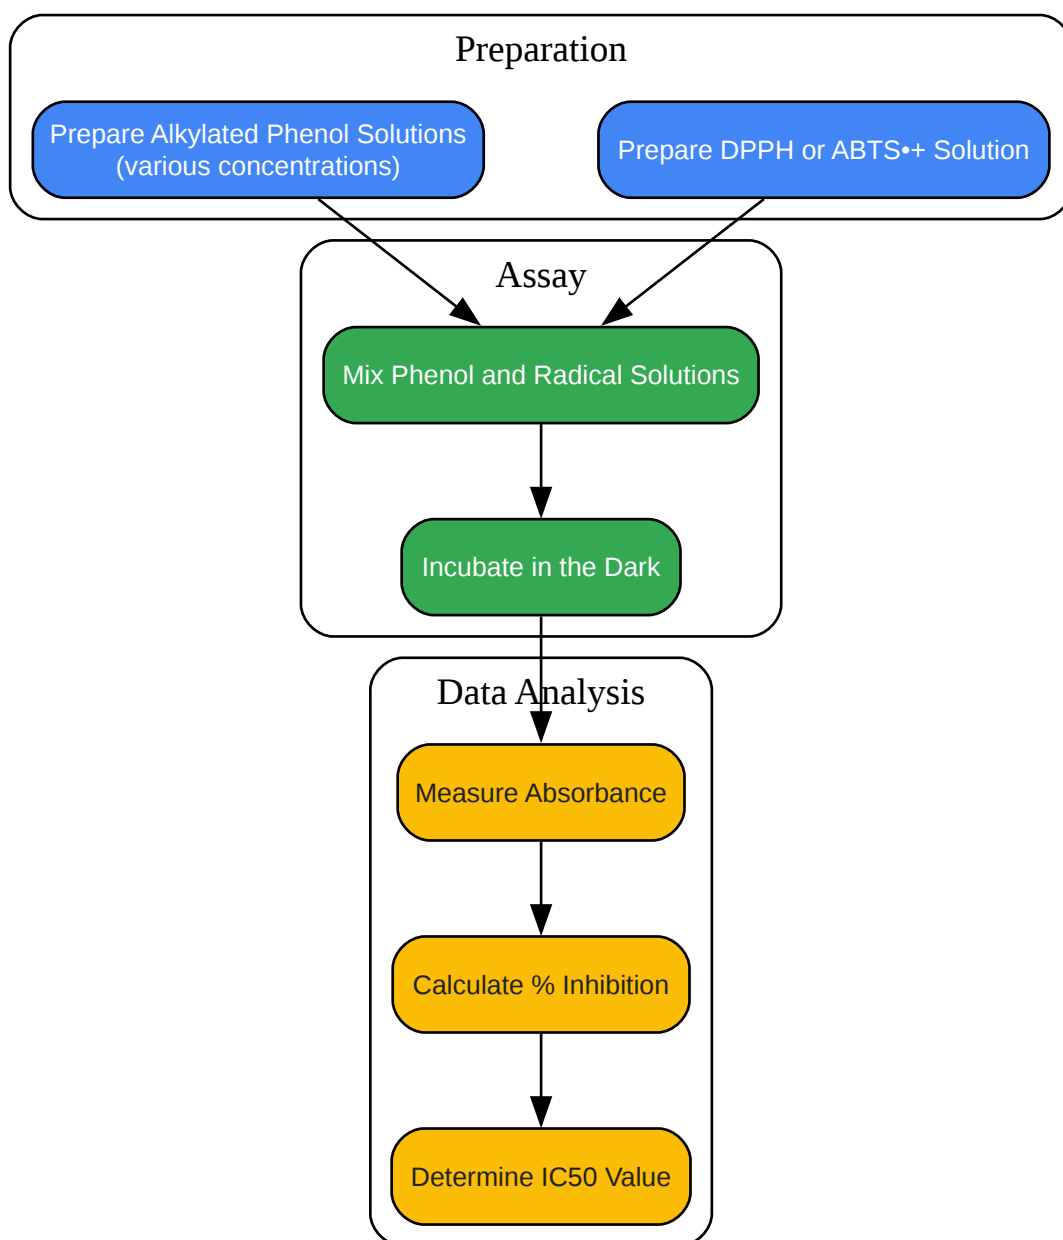 Preparation
Prepare Alkylated Phenol Solutions
(various concentrations)
Prepare DPPH or ABTS•+ Solution
Assay
Mix Phenol and Radical Solutions
Incubate in the Dark
Data Analysis
Measure Absorbance
Calculate % Inhibition
Determine IC50 Value